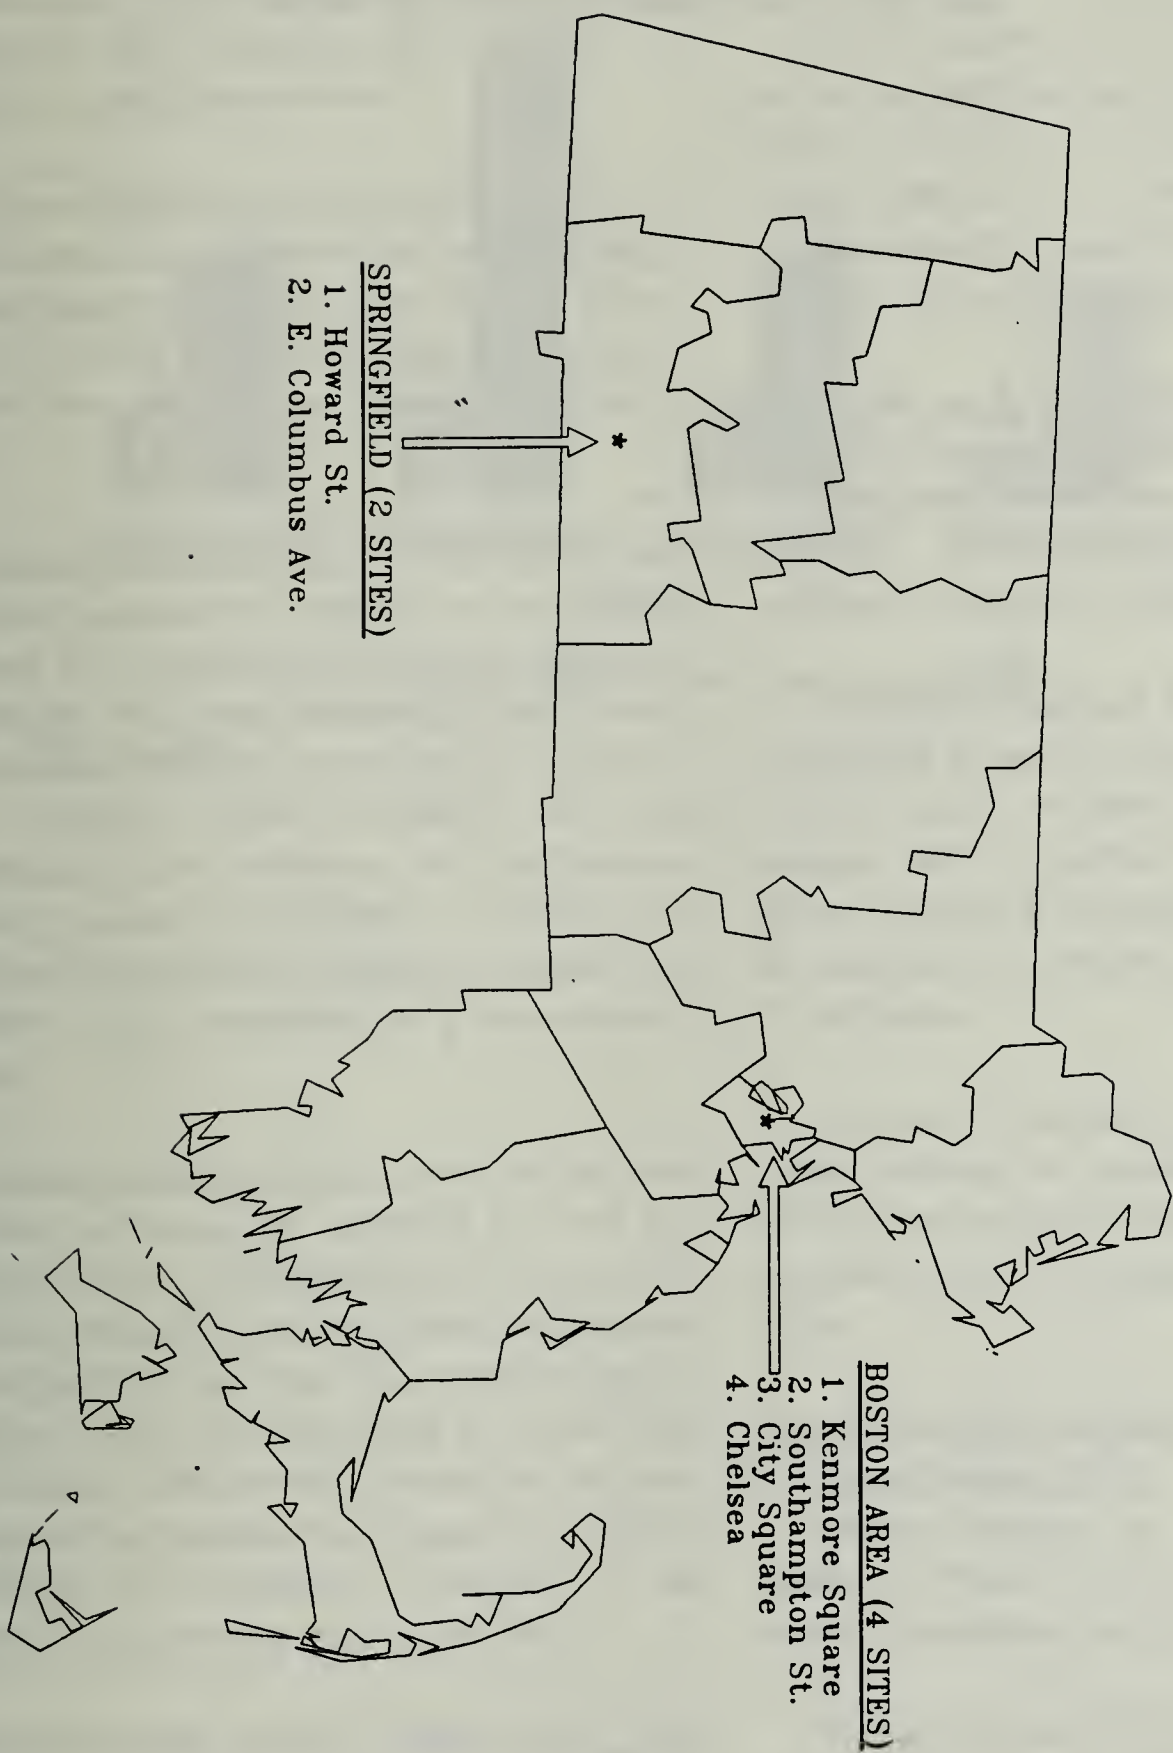 BOSTON AREA (4 SITES)
1. Kenmore Square
2. Southampton St.
3. City Square
4. Chelsea
*
*
SPRINGFIELD (2 SITES)
1. Howard St.
2. E. Columbus Ave.